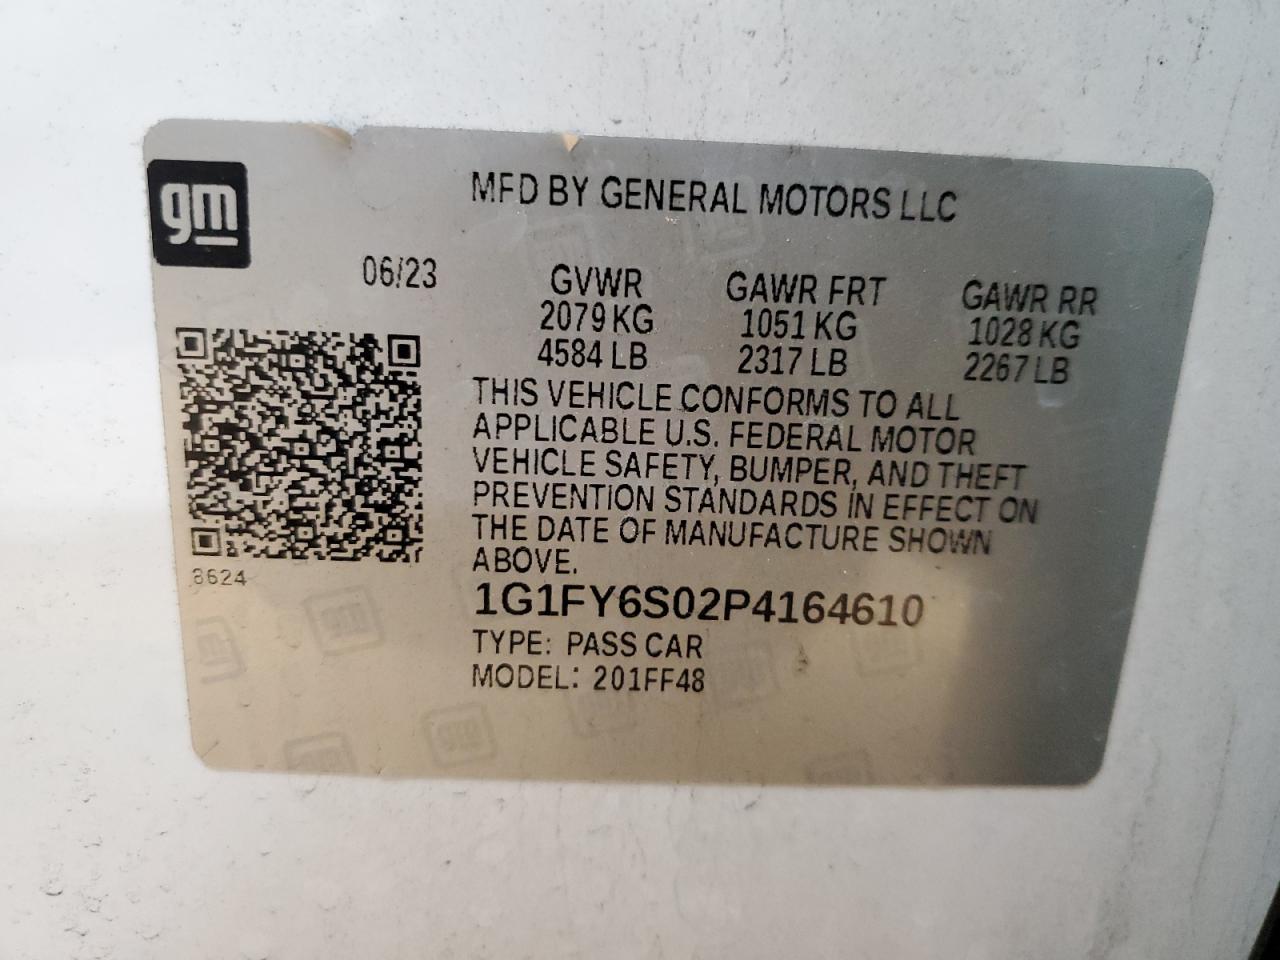 gm
MFD BY GENERAL MOTORS LLC
06/23
GVWR GAWR FRT GAWR RR
2079 KG 1051 KG 1028 KG
4584 LB 2317 LB 2267 LB
THIS VEHICLE CONFORMS TO ALL
APPLICABLE U.S. FEDERAL MOTOR
VEHICLE SAFETY, BUMPER, AND THEFT
PREVENTION STANDARDS IN EFFECT ON
THE DATE OF MANUFACTURE SHOWN
ABOVE.
8624
1G1FY6S02P4164610
TYPE: PASS CAR
MODEL: 201FF48